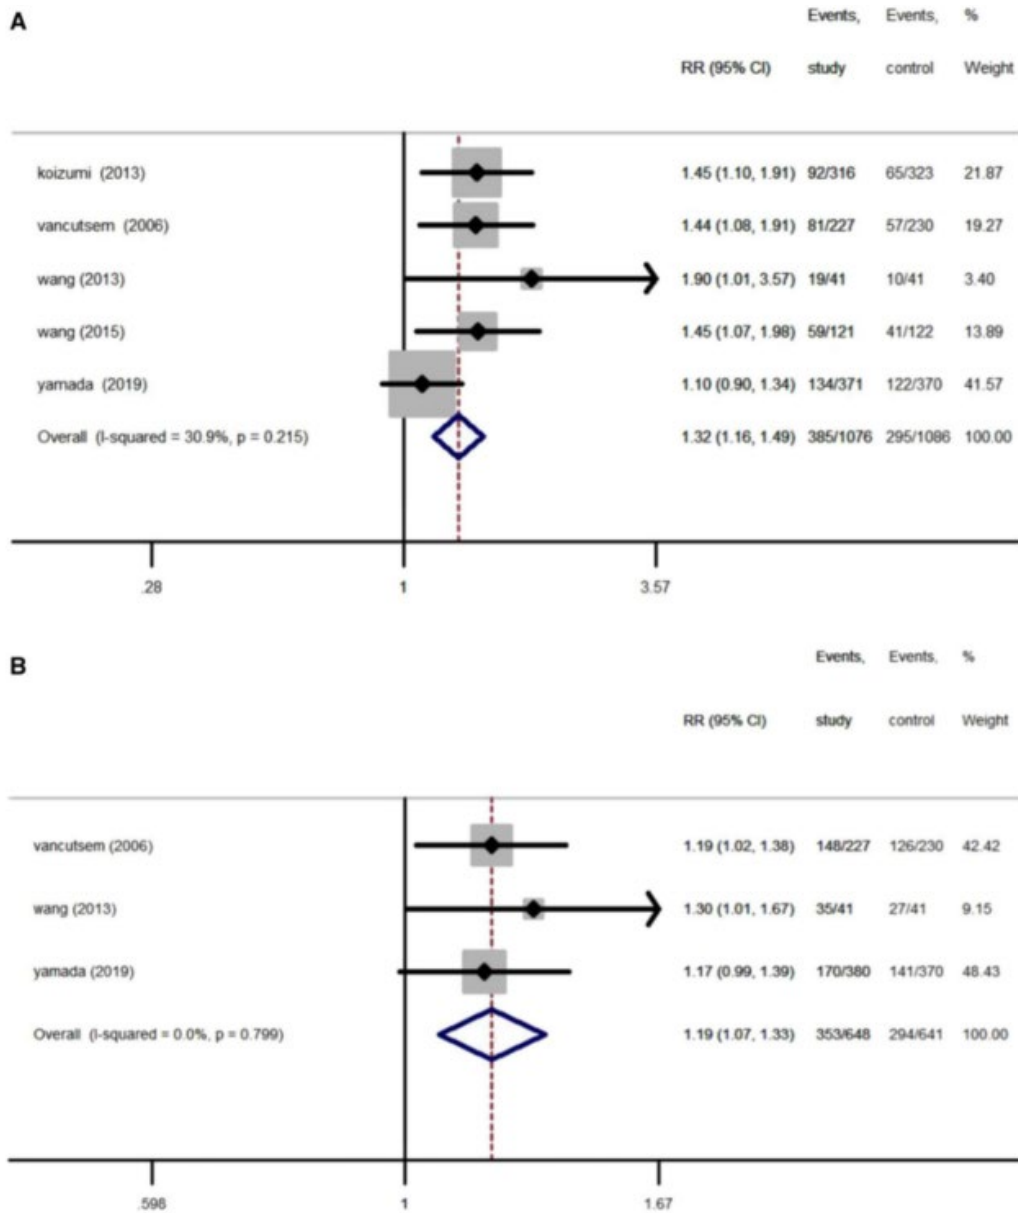 A
Events, Events, %
RR (95% CI) study control Weight
koizumi (2013) 1.45 (1.10, 1.91) 92/316 65/323 21.87
vancutsem (2006) 1.44 (1.08, 1.91) 81/227 57/230 19.27
wang (2013) 1.90 (1.01, 3.57) 19/41 10/41 3.40
wang (2015) 1.45 (1.07, 1.98) 59/121 41/122 13.89
yamada (2019) 1.10 (0.90, 1.34) 134/371 122/370 41.57
Overall (I-squared = 30.9%, p = 0.215) 1.32 (1.16, 1.49) 385/1076 295/1086 100.00
.28 1 3.57
B
Events, Events, %
RR (95% CI) study control Weight
vancutsem (2006) 1.19 (1.02, 1.38) 148/227 126/230 42.42
wang (2013) 1.30 (1.01, 1.67) 35/41 27/41 9.15
yamada (2019) 1.17 (0.99, 1.39) 170/380 141/370 48.43
Overall (I-squared = 0.0%, p = 0.799) 1.19 (1.07, 1.33) 353/648 294/641 100.00
.598 1 1.67